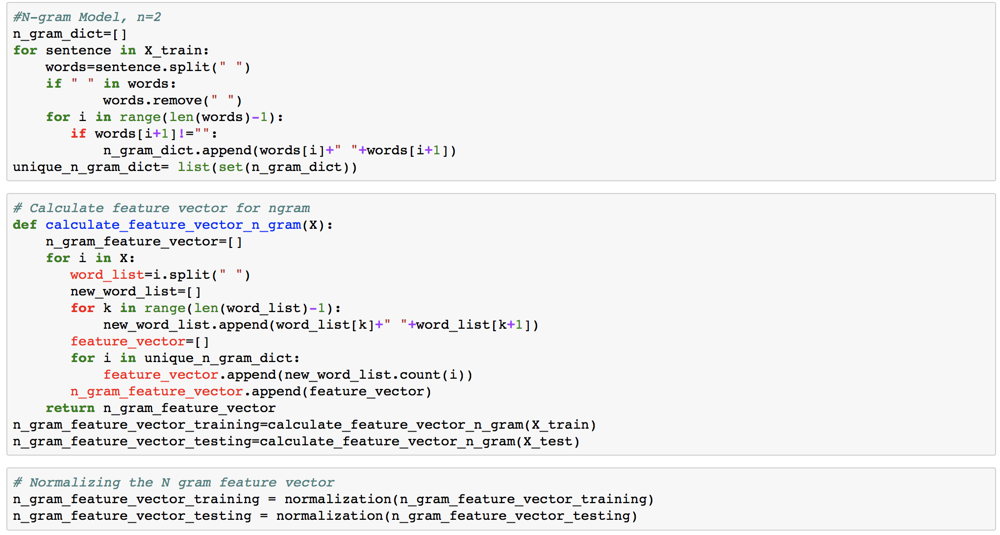 #N-gram Model, n=2
n_gram_dict=[]
for sentence in X_train:
    words=sentence.split(" ")
    if " " in words:
           words.remove(" ")
    for i in range(len(words)-1):
       if words[i+1]!="":
           n_gram_dict.append(words[i]+" "+words[i+1])
unique_n_gram_dict= list(set(n_gram_dict))
# Calculate feature vector for ngram
def calculate_feature_vector_n_gram(X):
    n_gram_feature_vector=[]
    for i in X:
       word_list=i.split(" ")
       new_word_list=[]
       for k in range(len(word_list)-1):
           new_word_list.append(word_list[k]+" "+word_list[k+1])
       feature_vector=[]
       for i in unique_n_gram_dict:
           feature_vector.append(new_word_list.count(i))
       n_gram_feature_vector.append(feature_vector)
    return n_gram_feature_vector
n_gram_feature_vector_training=calculate_feature_vector_n_gram(X_train)
n_gram_feature_vector_testing=calculate_feature_vector_n_gram(X_test)
# Normalizing the N gram feature vector
n_gram_feature_vector_training = normalization(n_gram_feature_vector_training)
n_gram_feature_vector_testing = normalization(n_gram_feature_vector_testing)